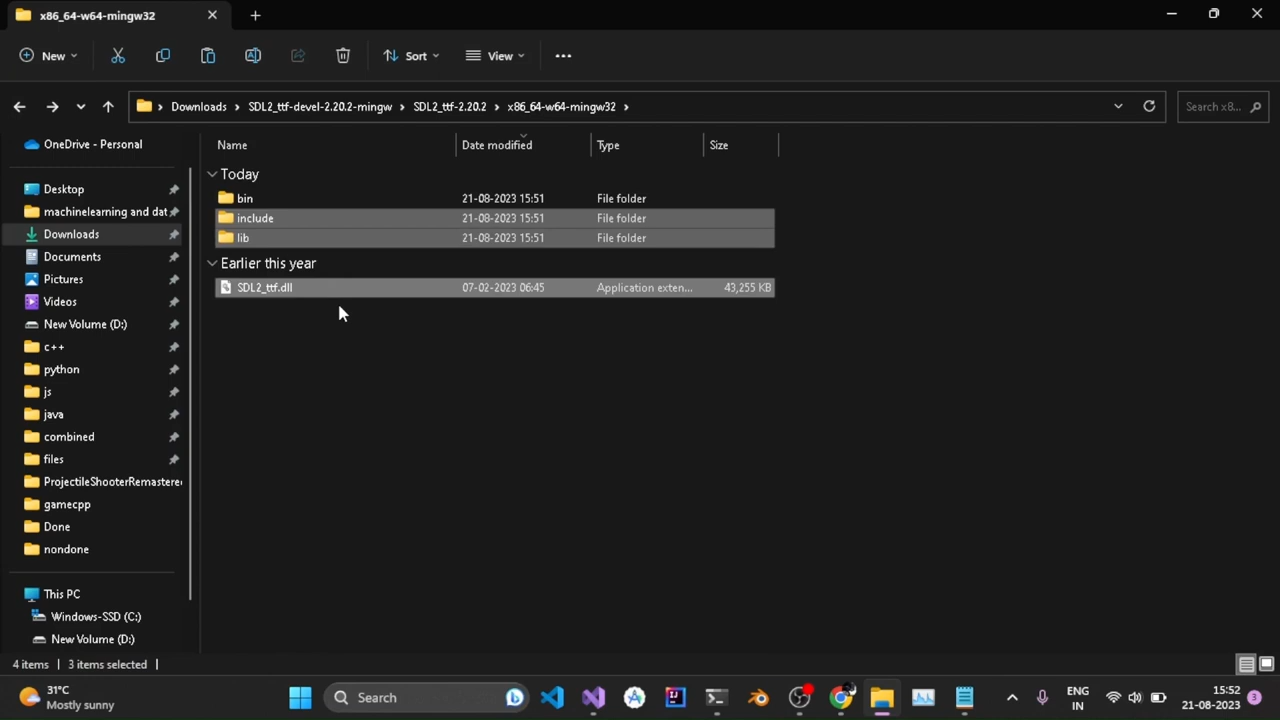 x86_64-w64-mingw32
New
Sort
View
Downloads
SDL2_ttf-devel-2.20.2-mingw
SDL2_ttf-2.20.2
x86_64-w64-mingw32
Search x8...
OneDrive - Personal
Desktop
machinelearning and dat
Downloads
Documents
Pictures
Videos
New Volume (D:)
c++
python
js
java
combined
files
ProjectileShooterRemastere
gamecpp
Done
nondone
This PC
Windows-SSD (C:)
New Volume (D:)
Name Date modified Type Size
Today
bin 21-08-2023 15:51 File folder
include 21-08-2023 15:51 File folder
lib 21-08-2023 15:51 File folder
Earlier this year
SDL2_ttf.dll 07-02-2023 06:45 Application exten... 43,255 KB
4 items 3 items selected
31°C
Mostly sunny
Search
ENG
IN
15:52
21-08-2023
3